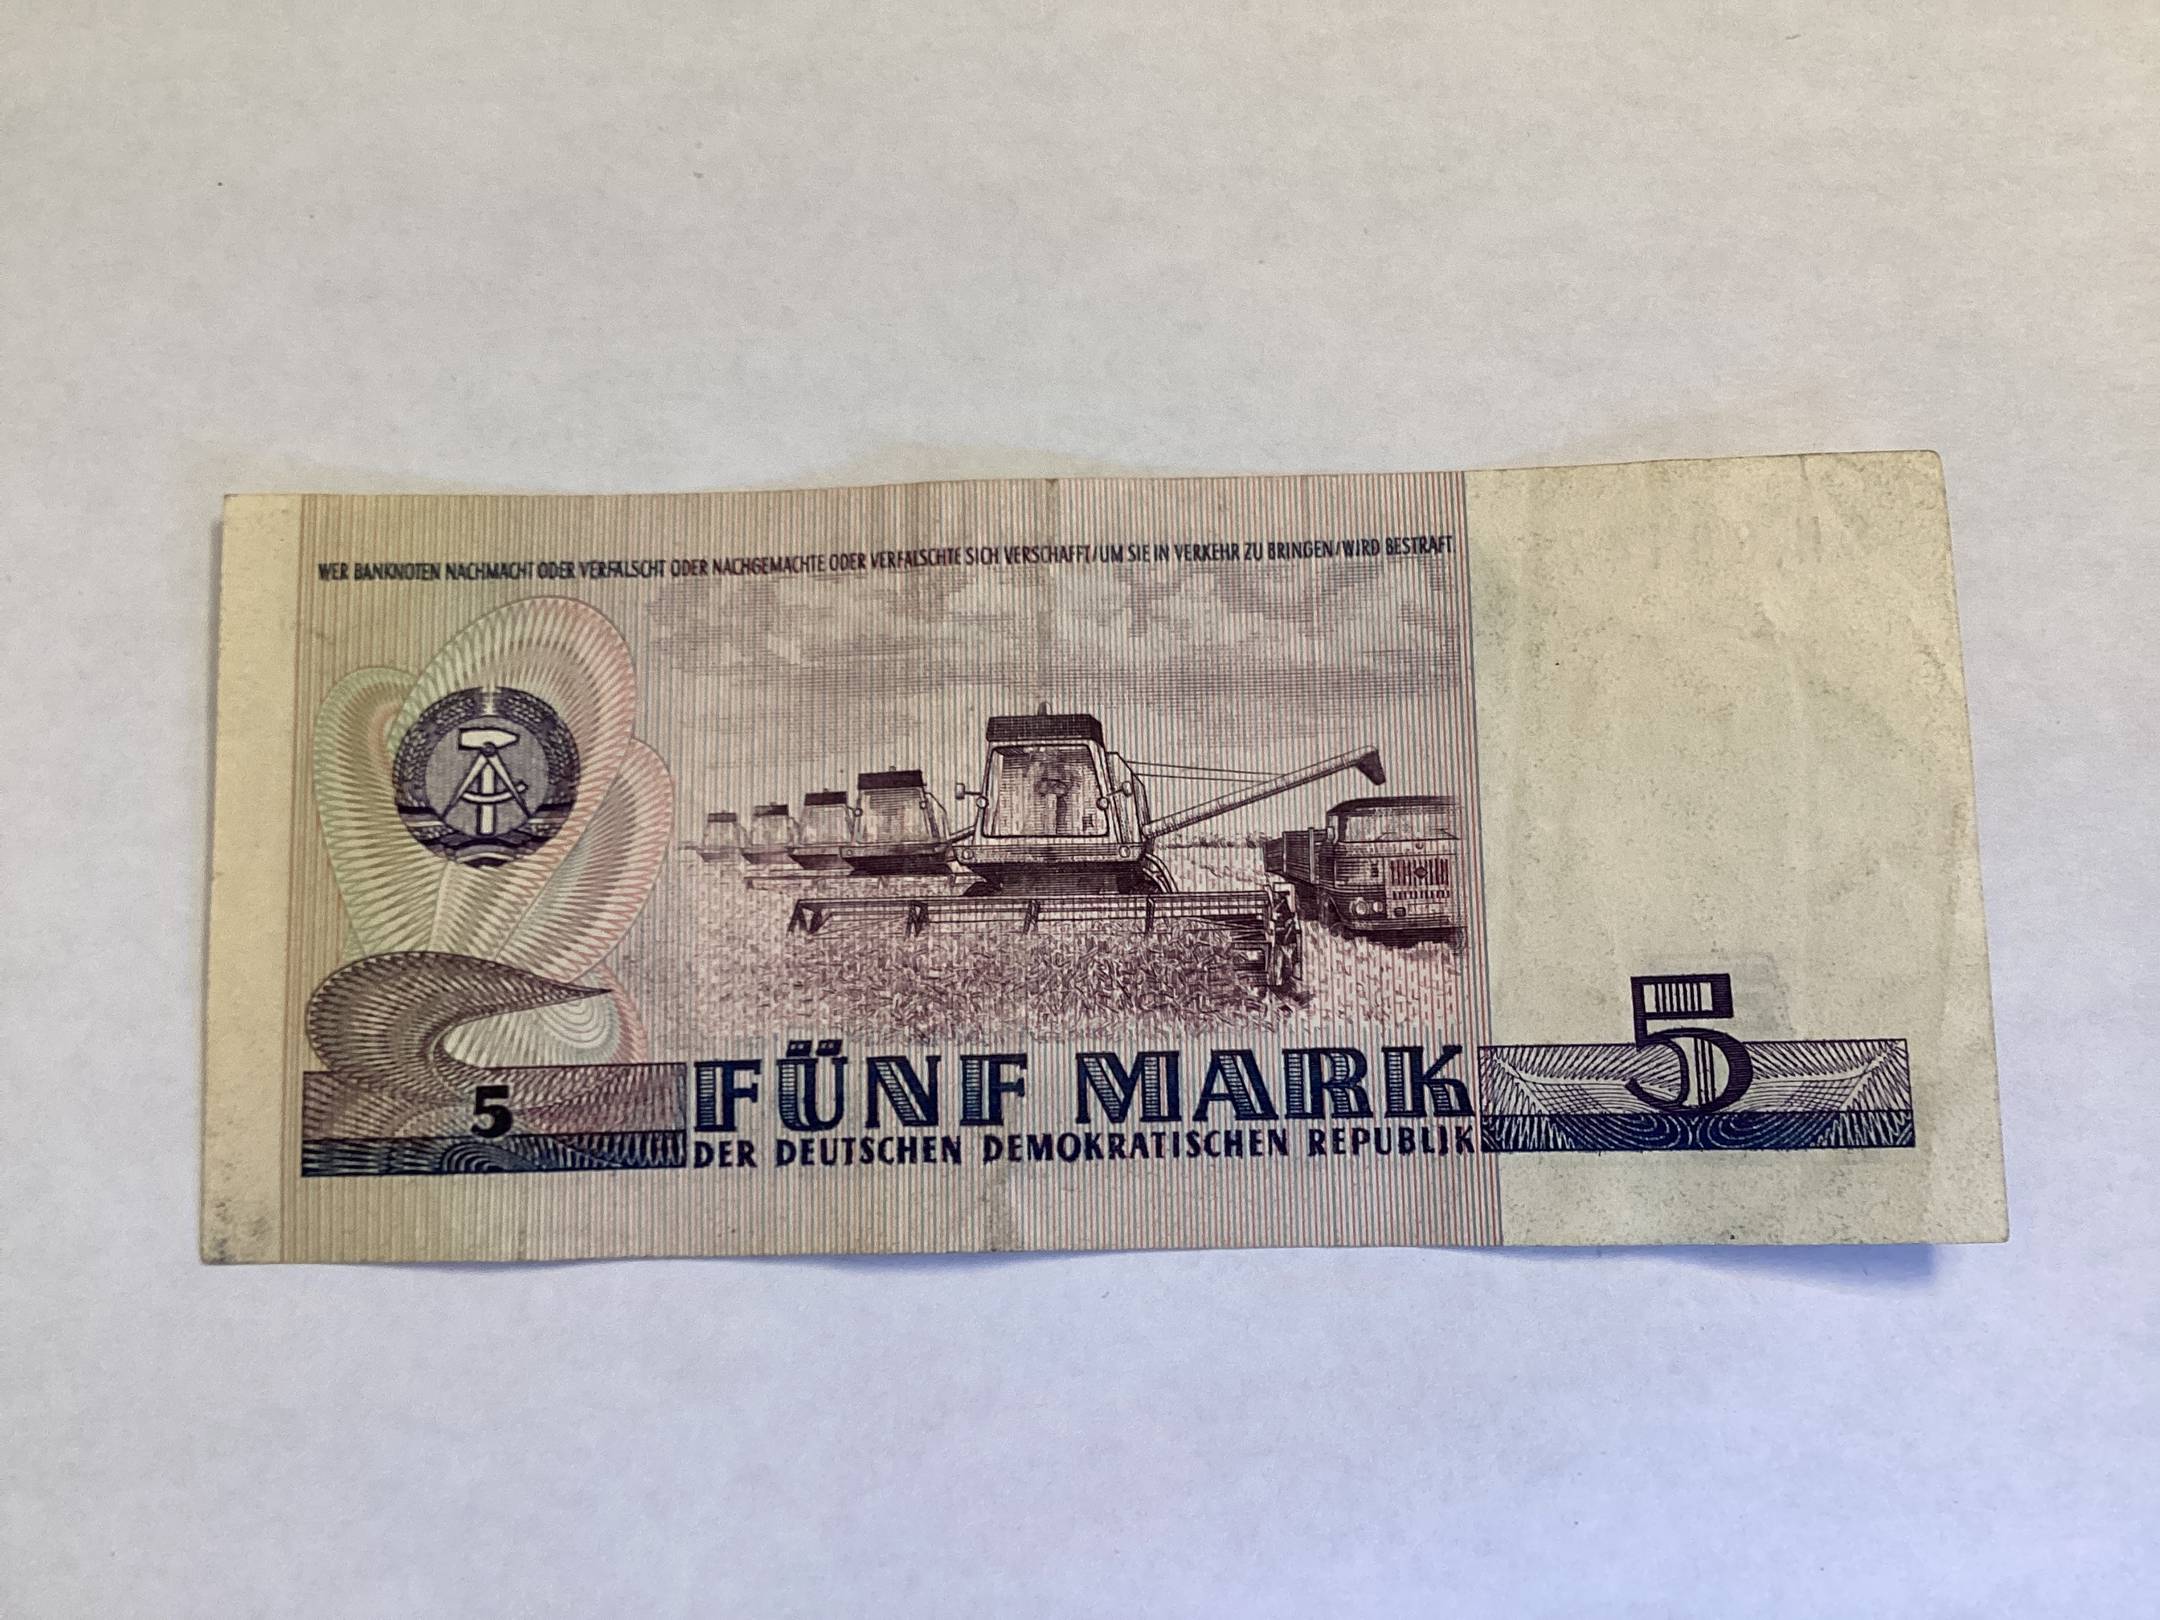 WER BANKNOTEN NACHMACHT ODER VERFÄLSCHT ODER NACHGEMACHTE ODER VERFÄLSCHTE SICH VERSCHAFFT/UM SIE IN VERKEHR ZU BRINGEN/WIRD BESTRAFT
5
5
FÜNF MARK
DER DEUTSCHEN DEMOKRATISCHEN REPUBLIK